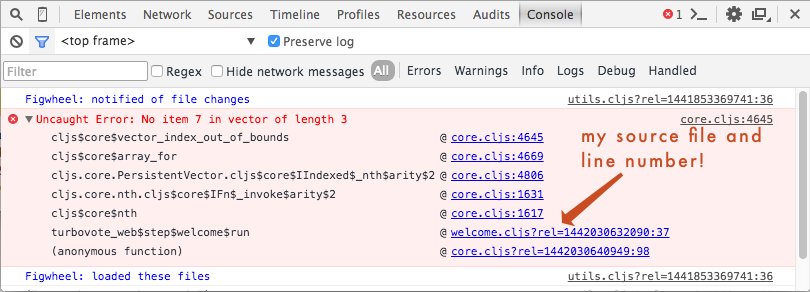 Elements Network Sources Timeline Profiles Resources Audits Console 1
<top frame> Preserve log
Filter Regex Hide network messages All Errors Warnings Info Logs Debug Handled
Figwheel: notified of file changes utils.cljs?rel=1441853369741:36
Uncaught Error: No item 7 in vector of length 3 core.cljs:4645
cljs$core$vector_index_out_of_bounds @ core.cljs:4645
cljs$core$array_for @ core.cljs:4669
cljs.core.PersistentVector.cljs$core$IIndexed$_nth$arity$2 @ core.cljs:4806
cljs.core.nth.cljs$core$IFn$_invoke$arity$2 @ core.cljs:1631
cljs$core$nth @ core.cljs:1617
turbovote_web$step$welcome$run @ welcome.cljs?rel=1442030632090:37
(anonymous function) @ core.cljs?rel=1442030640949:98
my source file and
line number!
Figwheel: loaded these files utils.cljs?rel=1441853369741:36